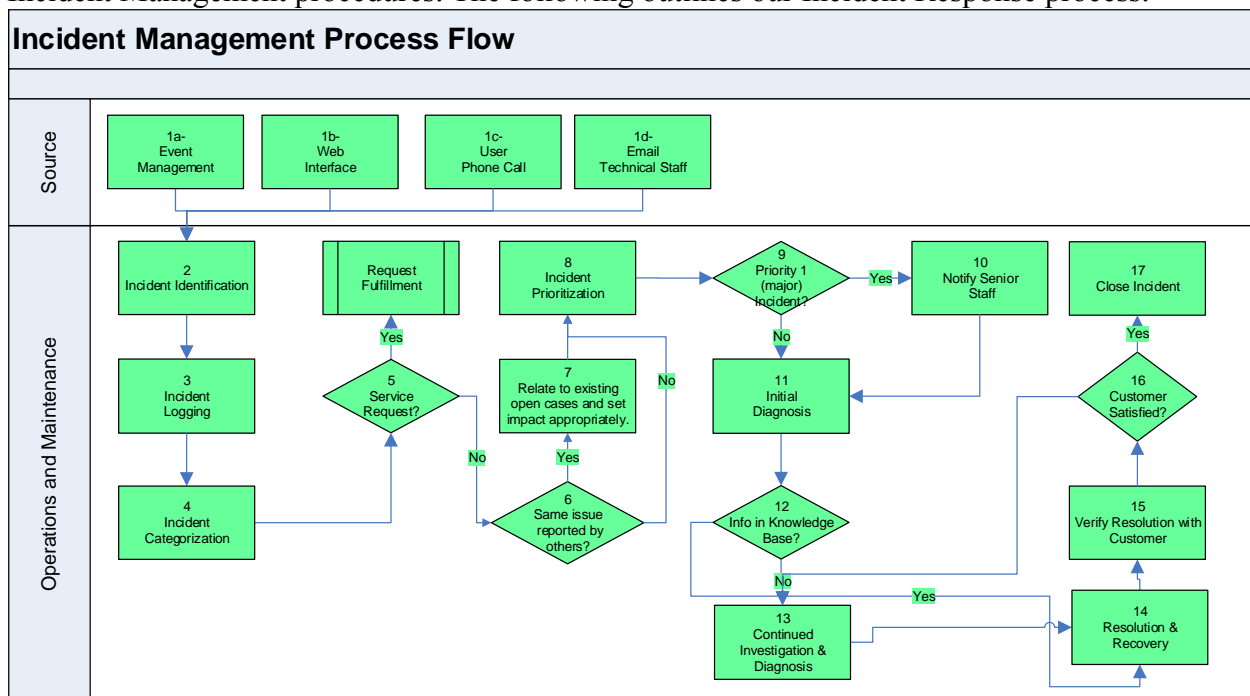 Incident Management procedures. The following outlines our Incident Response process:
Incident Management Process Flow
Source
1a-
Event
Management
1b-
Web
Interface
1c-
User
Phone Call
1d-
Email
Technical Staff
Operations and Maintenance
2
Incident Identification
Request
Fulfillment
8
Incident
Prioritization
9
Priority 1
(major)
Incident?
Yes
10
Notify Senior
Staff
17
Close Incident
Yes
No
Yes
3
Incident
Logging
5
Service
Request?
7
Relate to existing
open cases and set
impact appropriately.
No
11
Initial
Diagnosis
16
Customer
Satisfied?
No
Yes
4
Incident
Categorization
6
Same issue
reported by
others?
12
Info in Knowledge
Base?
15
Verify Resolution with
Customer
No
Yes
13
Continued
Investigation &
Diagnosis
14
Resolution &
Recovery